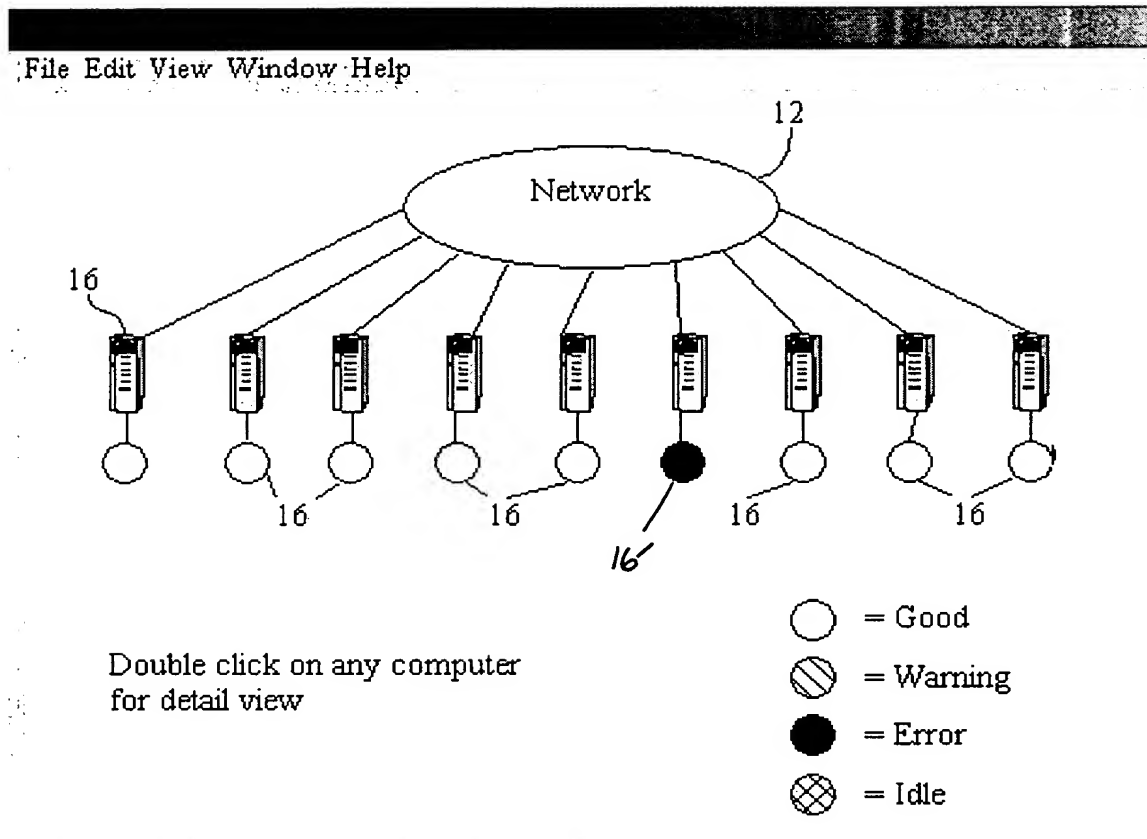 File Edit View Window Help
12
Network
16
16
16
16
16
16'
Double click on any computer
for detail view
= Good
= Warning
= Error
= Idle